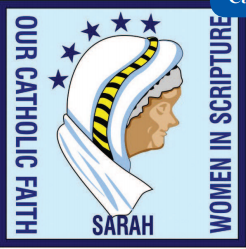 OUR CATHOLIC FAITH
WOMEN IN SCRIPTURE
SARAH